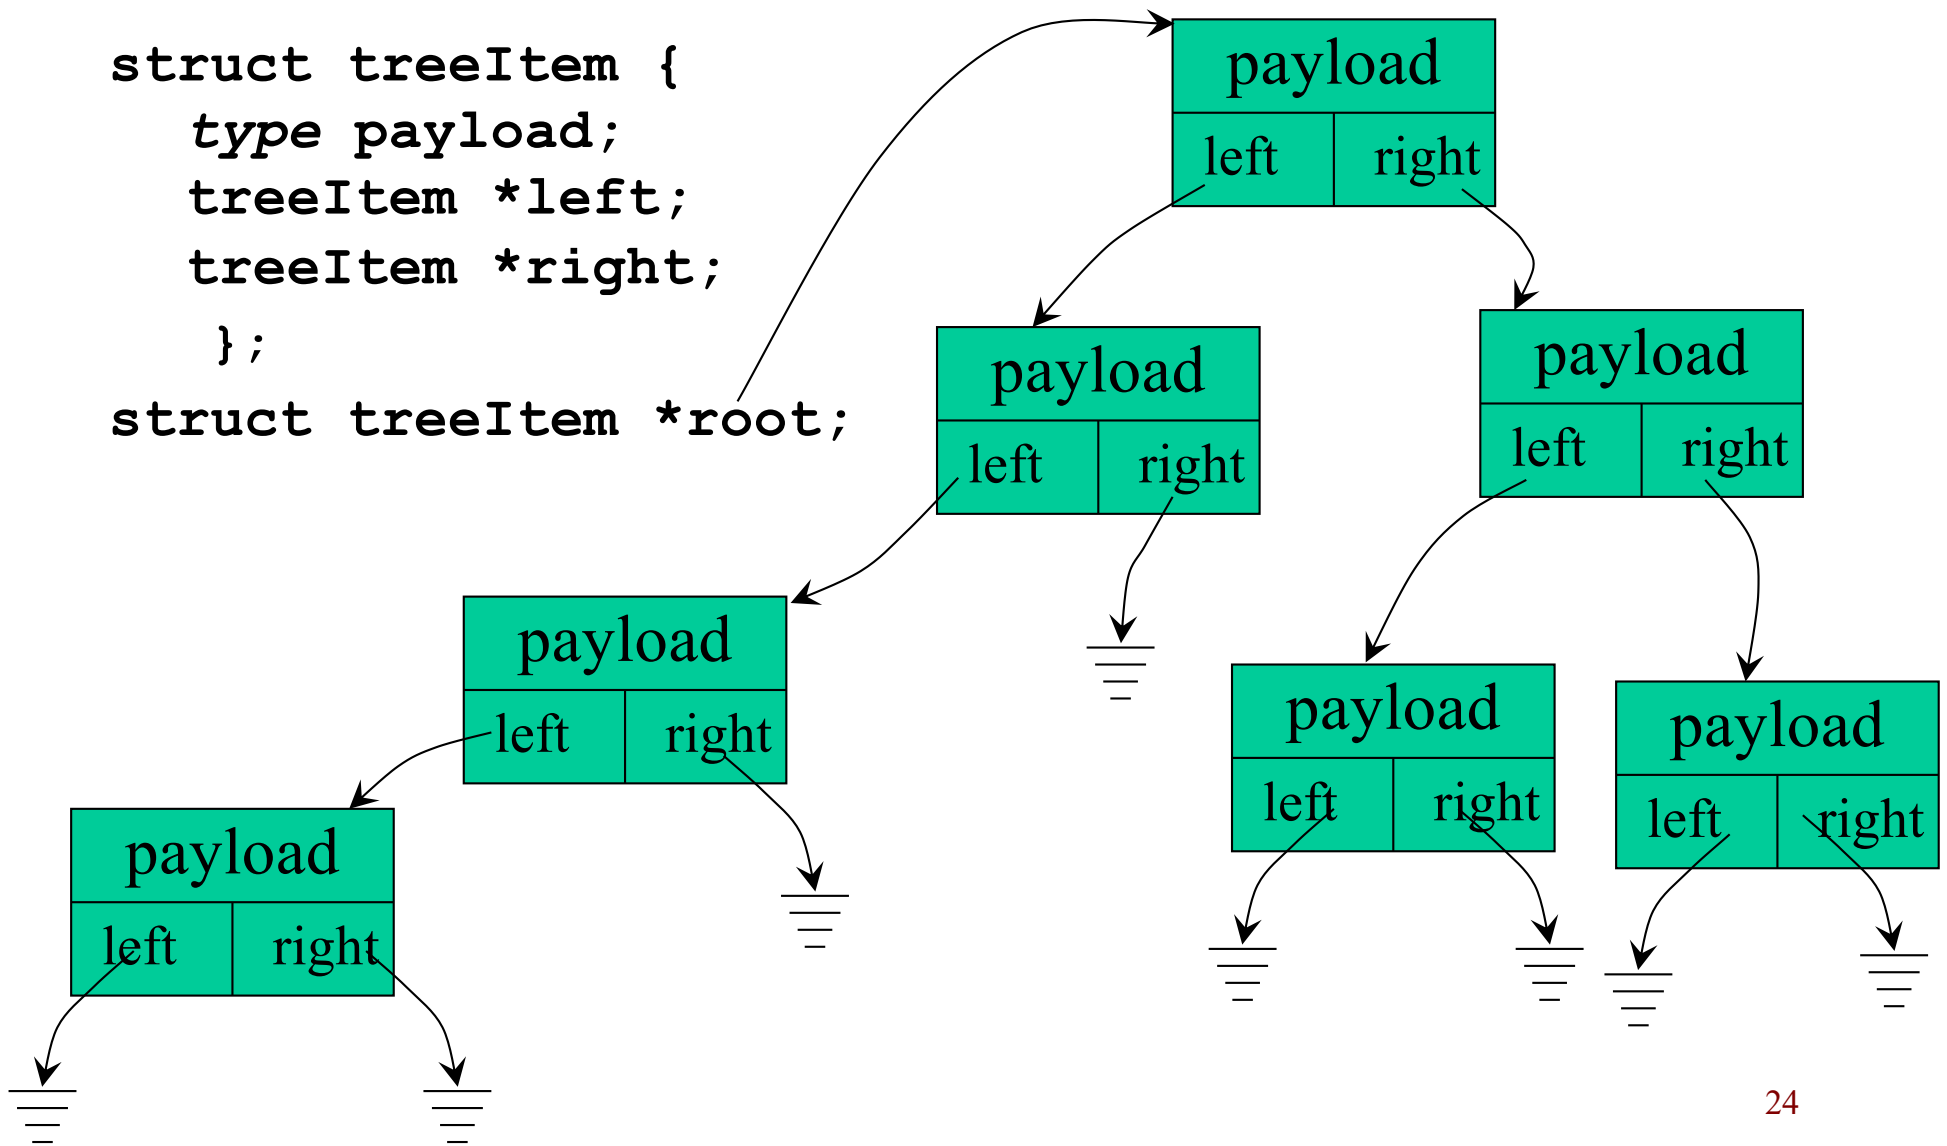 struct treeItem {
type payload;
treeItem *left;
treeItem *right;
};
struct treeItem *root;
payload
left right
payload
left right
payload
left right
payload
left right
payload
left right
payload
left right
payload
left right
24